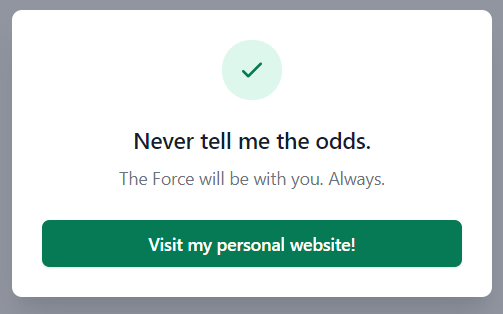 Never tell me the odds.
The Force will be with you. Always.
Visit my personal website!